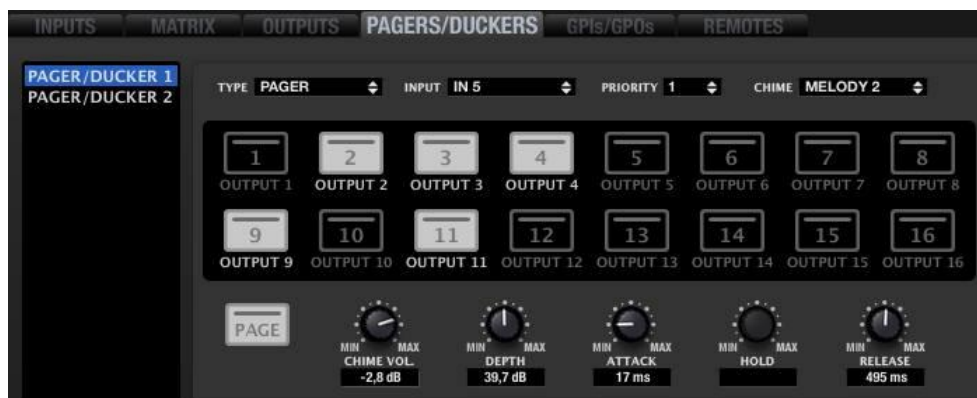 INPUTS MATRIX OUTPUTS PAGERS/DUCKERS GPIs/GPOs REMOTES
PAGER/DUCKER 1
PAGER/DUCKER 2
TYPE PAGER INPUT IN 5 PRIORITY 1 CHIME MELODY 2
1 2 3 4 5 6 7 8
OUTPUT 1 OUTPUT 2 OUTPUT 3 OUTPUT 4 OUTPUT 5 OUTPUT 6 OUTPUT 7 OUTPUT 8
9 10 11 12 13 14 15 16
OUTPUT 9 OUTPUT 10 OUTPUT 11 OUTPUT 12 OUTPUT 13 OUTPUT 14 OUTPUT 15 OUTPUT 16
PAGE
MIN MAX MIN MAX MIN MAX MIN MAX MIN MAX
CHIME VOL. DEPTH ATTACK HOLD RELEASE
-2,8 dB 39,7 dB 17 ms 495 ms